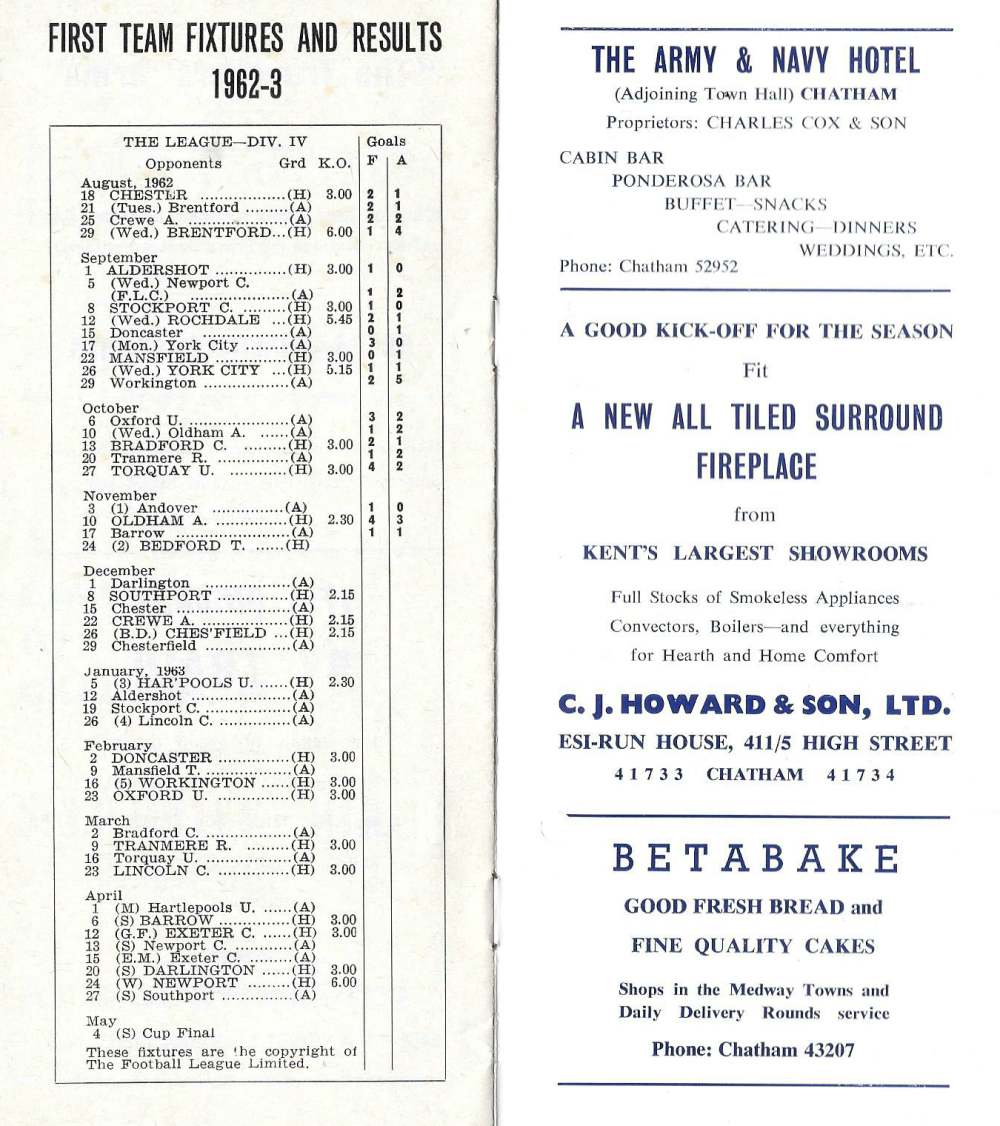 FIRST TEAM FIXTURES AND RESULTS
1962-3
THE LEAGUE—DIV. IV Goals
Opponents Grd K.O. F A
August, 1962
18 CHESTER ..................(H) 3.00 2 1
21 (Tues.) Brentford .........(A) 2 1
25 Crewe A. .....................(A) 2 2
29 (Wed.) BRENTFORD...(H) 6.00 1 4
September
1 ALDERSHOT ...............(H) 3.00 1 0
5 (Wed.) Newport C.
(F.L.C.) .....................(A) 1 2
8 STOCKPORT C. .........(H) 3.00 1 0
12 (Wed.) ROCHDALE ...(H) 5.45 2 1
15 Doncaster ..................(A) 0 1
17 (Mon.) York City .........(A) 3 0
22 MANSFIELD ...............(H) 3.00 0 1
26 (Wed.) YORK CITY ...(H) 5.15 1 1
29 Workington ..................(A) 2 5
October
6 Oxford U. .....................(A) 3 2
10 (Wed.) Oldham A. ......(A) 1 2
13 BRADFORD C. .........(H) 3.00 2 1
20 Tranmere R. ...............(A) 1 2
27 TORQUAY U. ............(H) 3.00 4 2
November
3 (1) Andover ...............(A) 1 0
10 OLDHAM A. ...............(H) 2.30 4 3
17 Barrow ........................(A) 1 1
24 (2) BEDFORD T. ......(H)
December
1 Darlington ..................(A)
8 SOUTHPORT ...............(H) 2.15
15 Chester ........................(A)
22 CREWE A. ..................(H) 2.15
26 (B.D.) CHES'FIELD ...(H) 2.15
29 Chesterfield ..................(A)
January, 1963
5 (3) HAR'POOLS U. ......(H) 2.30
12 Aldershot .....................(A)
19 Stockport C. ..................(A)
26 (4) Lincoln C. ...............(A)
February
2 DONCASTER ...............(H) 3.00
9 Mansfield T. ..................(A)
16 (5) WORKINGTON ......(H) 3.00
23 OXFORD U. ...............(H) 3.00
March
2 Bradford C. ..................(A)
9 TRANMERE R. .........(H) 3.00
16 Torquay U. ..................(A)
23 LINCOLN C. ...............(H) 3.00
April
1 (M) Hartlepools U. ......(A)
6 (S) BARROW ...............(H) 3.00
12 (G.F.) EXETER C. ......(H) 3.00
13 (S) Newport C. ............(A)
15 (E.M.) Exeter C. .........(A)
20 (S) DARLINGTON ......(H) 3.00
24 (W) NEWPORT .........(H) 6.00
27 (S) Southport ...............(A)
May
4 (S) Cup Final
These fixtures are the copyright of
The Football League Limited.
THE ARMY & NAVY HOTEL
(Adjoining Town Hall) CHATHAM
Proprietors: CHARLES COX & SON
CABIN BAR
PONDEROSA BAR
BUFFET—SNACKS
CATERING—DINNERS
WEDDINGS, ETC.
Phone: Chatham 52952
A GOOD KICK-OFF FOR THE SEASON
Fit
A NEW ALL TILED SURROUND
FIREPLACE
from
KENT'S LARGEST SHOWROOMS
Full Stocks of Smokeless Appliances
Convectors, Boilers—and everything
for Hearth and Home Comfort
C. J. HOWARD & SON, LTD.
ESI-RUN HOUSE, 411/5 HIGH STREET
41733 CHATHAM 41734
BETABAKE
GOOD FRESH BREAD and
FINE QUALITY CAKES
Shops in the Medway Towns and
Daily Delivery Rounds service
Phone: Chatham 43207